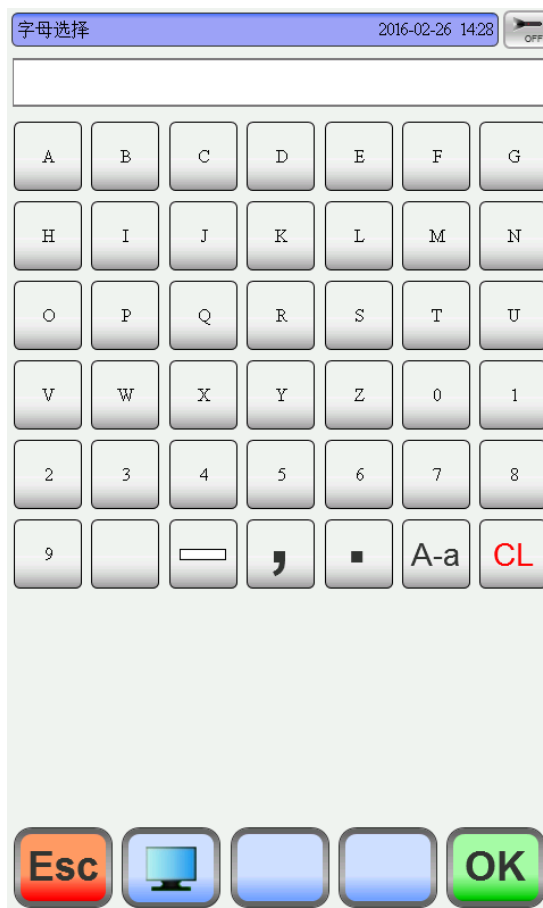 字母选择 2016-02-26 14:28 OFF
A B C D E F G
H I J K L M N
O P Q R S T U
V W X Y Z 0 1
2 3 4 5 6 7 8
9 , . A-a CL
Esc OK